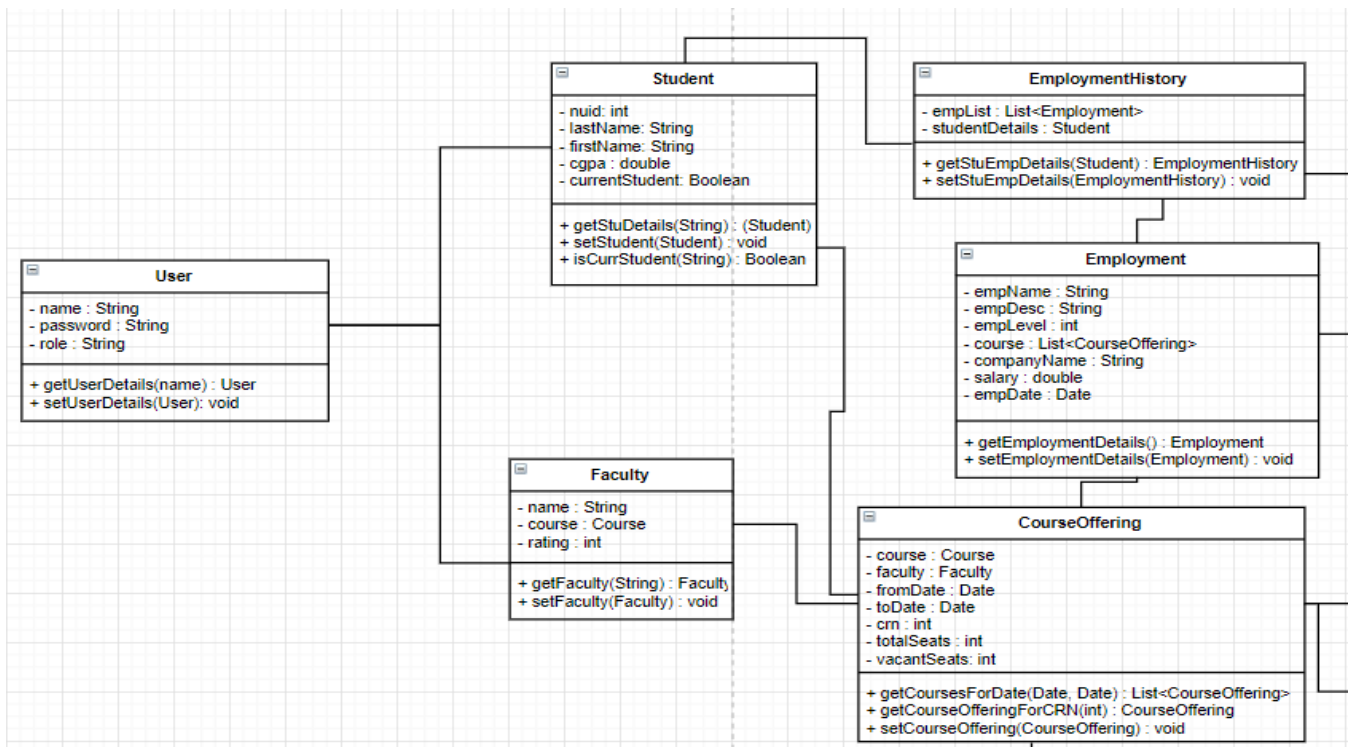 Student
- nuid: int
- lastName: String
- firstName: String
- cgpa : double
- currentStudent: Boolean
+ getStuDetails(String) : (Student)
+ setStudent(Student) : void
+ isCurrStudent(String) : Boolean
EmploymentHistory
- empList : List<Employment>
- studentDetails : Student
+ getStuEmpDetails(Student) : EmploymentHistory
+ setStuEmpDetails(EmploymentHistory) : void
User
- name : String
- password : String
- role : String
+ getUserDetails(name) : User
+ setUserDetails(User): void
Employment
- empName : String
- empDesc : String
- empLevel : int
- course : List<CourseOffering>
- companyName : String
- salary : double
- empDate : Date
+ getEmploymentDetails() : Employment
+ setEmploymentDetails(Employment) : void
Faculty
- name : String
- course : Course
- rating : int
+ getFaculty(String) : Faculty
+ setFaculty(Faculty) : void
CourseOffering
- course : Course
- faculty : Faculty
- fromDate : Date
- toDate : Date
- crn : int
- totalSeats : int
- vacantSeats: int
+ getCoursesForDate(Date, Date) : List<CourseOffering>
+ getCourseOfferingForCRN(int) : CourseOffering
+ setCourseOffering(CourseOffering) : void